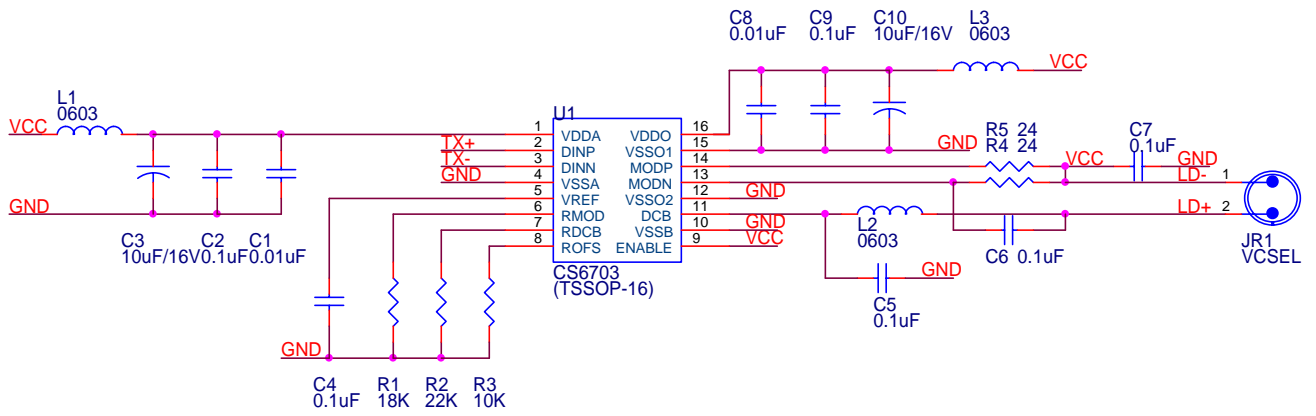 C8
0.01uF
C9
0.1uF
C10
10uF/16V
L3
0603
VCC
L1
0603
VCC
GND
C3
10uF/16V
C2
0.1uF
C1
0.01uF
TX+
TX-
GND
U1
1 VDDA
2 DINP
3 DINN
4 VSSA
5 VREF
6 RMOD
7 RDCB
8 ROFS
VDDO 16
VSSO1 15
MODP 14
MODN 13
VSSO2 12
DCB 11
VSSB 10
ENABLE 9
CS6703
(TSSOP-16)
GND
R5 24
R4 24
VCC
C7
0.1uF
GND
LD-
GND
LD+
GND
VCC
L2
0603
C6 0.1uF
GND
C5
0.1uF
1
2
JR1
VCSEL
GND
C4
0.1uF
R1
18K
R2
22K
R3
10K